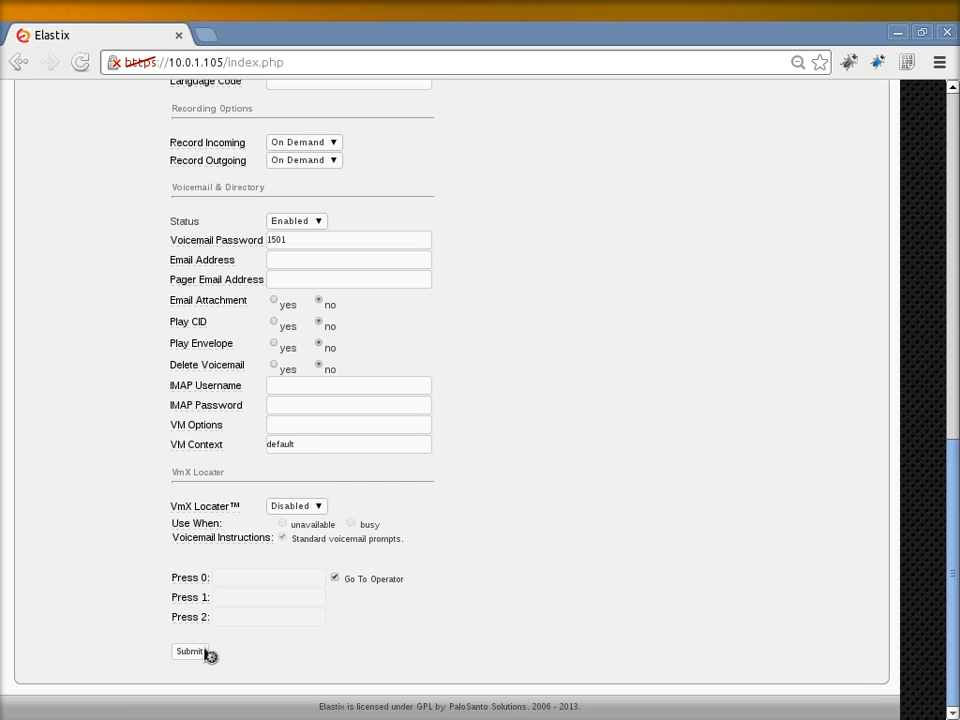 Elastix
https://10.0.1.105/index.php
Language Code
Recording Options
Record Incoming On Demand
Record Outgoing On Demand
Voicemail & Directory
Status Enabled
Voicemail Password 1501
Email Address
Pager Email Address
Email Attachment yes no
Play CID yes no
Play Envelope yes no
Delete Voicemail yes no
IMAP Username
IMAP Password
VM Options
VM Context default
VmX Locater
VmX Locater™ Disabled
Use When: unavailable busy
Voicemail Instructions: Standard voicemail prompts.
Press 0: Go To Operator
Press 1:
Press 2:
Submit
Elastix is licensed under GPL by PaloSanto Solutions. 2006 - 2013.